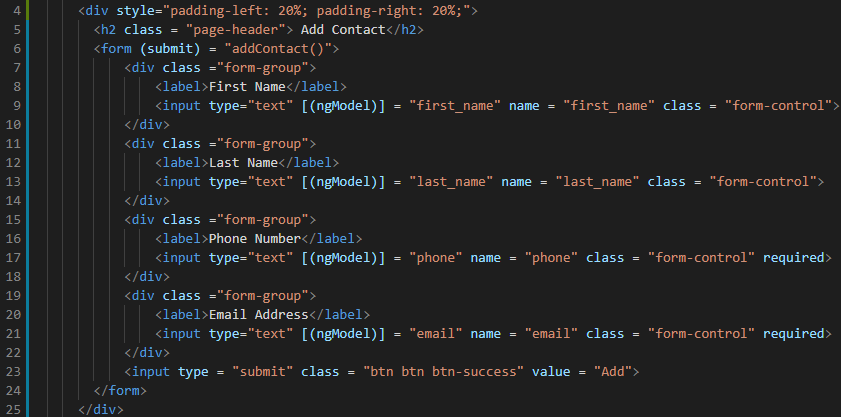 4 <div style="padding-left: 20%; padding-right: 20%;">
5 <h2 class = "page-header"> Add Contact</h2>
6 <form (submit) = "addContact()">
7 <div class ="form-group">
8 <label>First Name</label>
9 <input type="text" [(ngModel)] = "first_name" name = "first_name" class = "form-control">
10 </div>
11 <div class ="form-group">
12 <label>Last Name</label>
13 <input type="text" [(ngModel)] = "last_name" name = "last_name" class = "form-control">
14 </div>
15 <div class ="form-group">
16 <label>Phone Number</label>
17 <input type="text" [(ngModel)] = "phone" name = "phone" class = "form-control" required>
18 </div>
19 <div class ="form-group">
20 <label>Email Address</label>
21 <input type="text" [(ngModel)] = "email" name = "email" class = "form-control" required>
22 </div>
23 <input type = "submit" class = "btn btn btn-success" value = "Add">
24 </form>
25 </div>